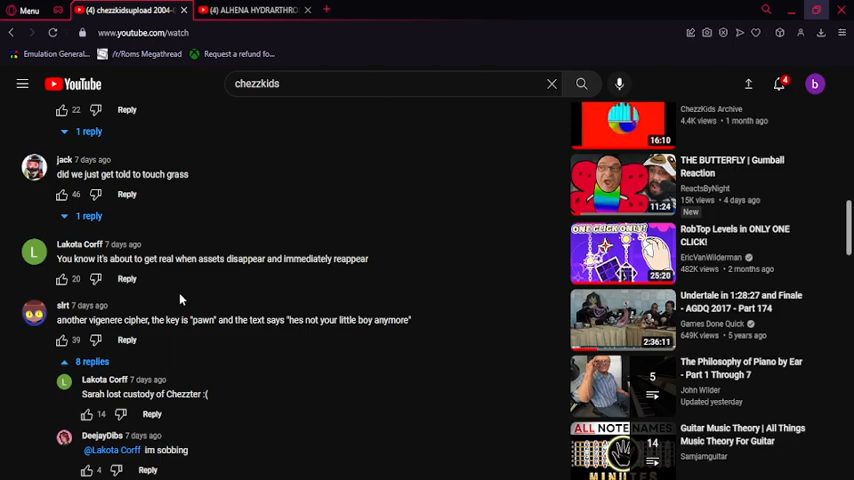 Menu
(4) chezzkidsupload 2004-
(4) ALHENA HYDRARTHRO
www.youtube.com/watch
Emulation General...
/r/Roms Megathread
Request a refund fo...
YouTube
chezzkids
4
b
22
Reply
1 reply
jack 7 days ago
did we just get told to touch grass
46
Reply
1 reply
Lakota Corff 7 days ago
You know it's about to get real when assets disappear and immediately reappear
20
Reply
slrt 7 days ago
another vigenere cipher, the key is "pawn" and the text says "hes not your little boy anymore"
39
Reply
8 replies
Lakota Corff 7 days ago
Sarah lost custody of Chezzter :(
14
Reply
DeejayDibs 7 days ago
@Lakota Corff im sobbing
4
Reply
16:10
ChezzKids Archive
4.4K views • 1 month ago
11:24
THE BUTTERFLY | Gumball
Reaction
ReactsByNight
15K views • 4 days ago
New
ONE CLICK ONLY!
25:20
RobTop Levels in ONLY ONE
CLICK!
EricVanWilderman
482K views • 2 months ago
2:36:11
Undertale in 1:28:27 and Finale
- AGDQ 2017 - Part 174
Games Done Quick
649K views • 5 years ago
5
The Philosophy of Piano by Ear
- Part 1 Through 7
John Wilder
Updated yesterday
ALL NOTE NAMES
14
MINUTES
Guitar Music Theory | All Things
Music Theory For Guitar
Samjamguitar